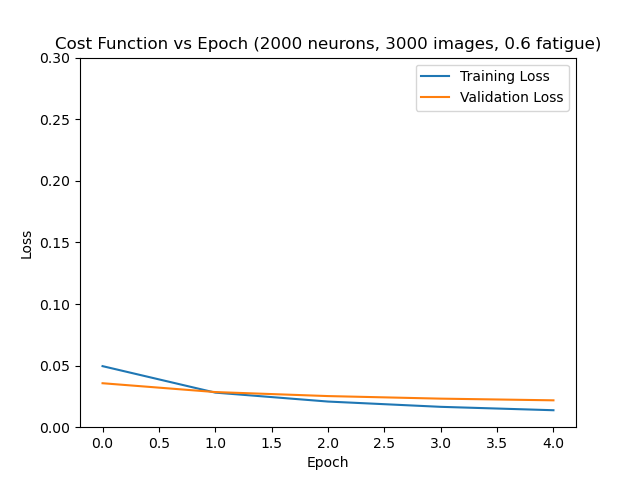 Cost Function vs Epoch (2000 neurons, 3000 images, 0.6 fatigue)
Training Loss
Validation Loss
0.30
0.25
0.20
0.15
0.10
0.05
0.00
Loss
0.0 0.5 1.0 1.5 2.0 2.5 3.0 3.5 4.0
Epoch